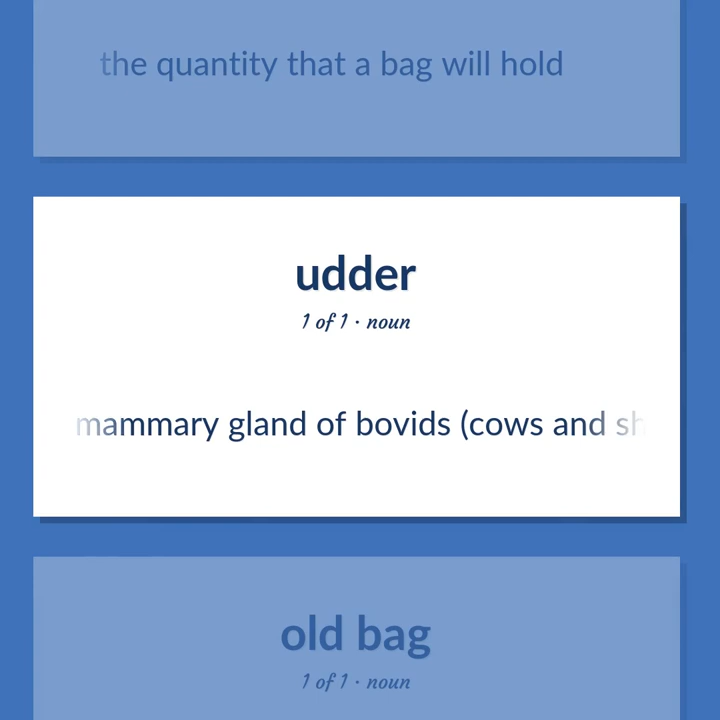 the quantity that a bag will hold
udder
1 of 1 · noun
mammary gland of bovids (cows and sh
old bag
1 of 1 · noun